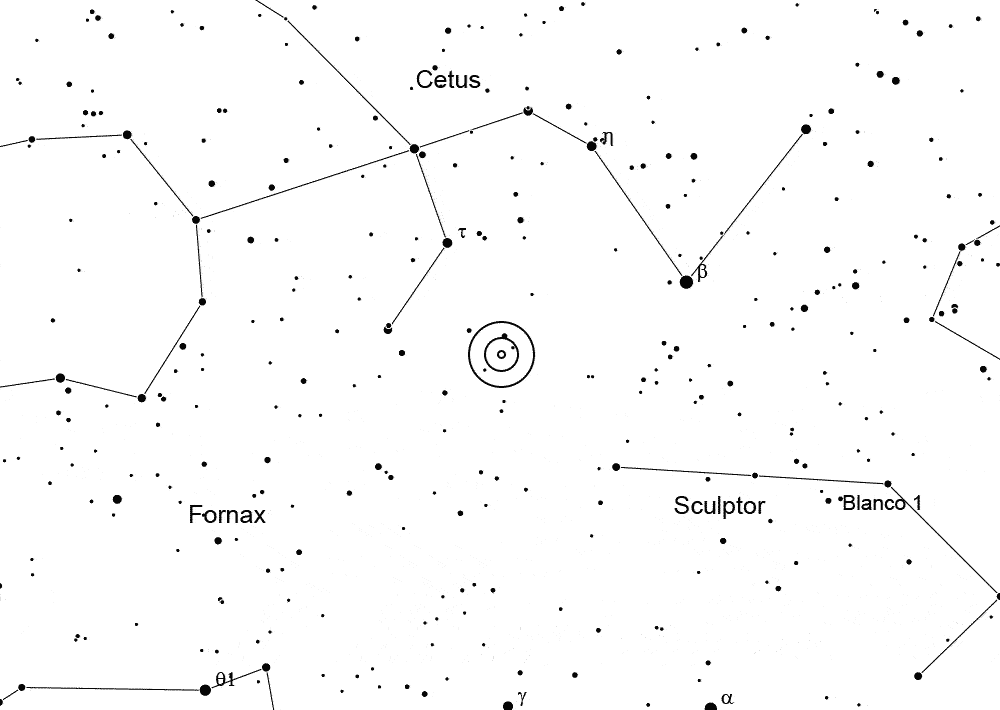 Cetus
η
τ
β
Sculptor
Blanco 1
Fornax
θ1
γ
α